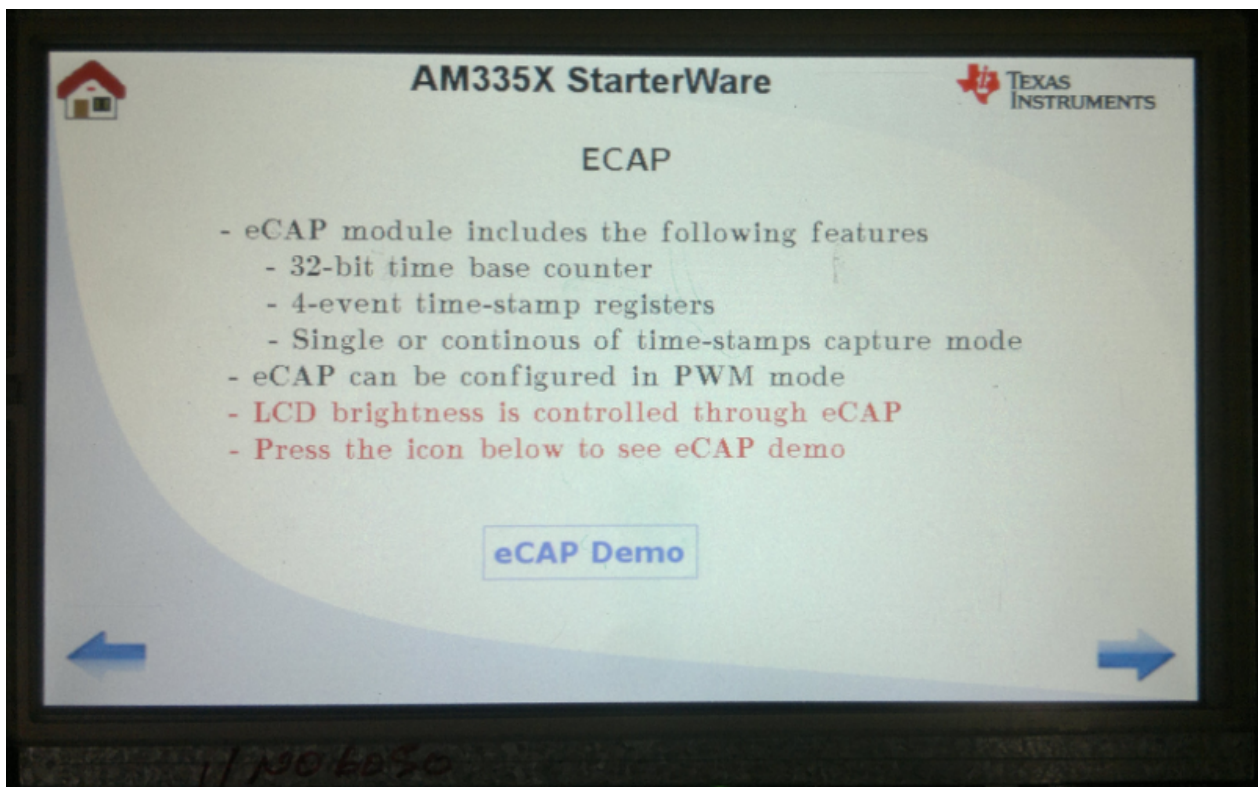 AM335X StarterWare
TEXAS
INSTRUMENTS
ECAP
- eCAP module includes the following features
- 32-bit time base counter
- 4-event time-stamp registers
- Single or continous of time-stamps capture mode
- eCAP can be configured in PWM mode
- LCD brightness is controlled through eCAP
- Press the icon below to see eCAP demo
eCAP Demo